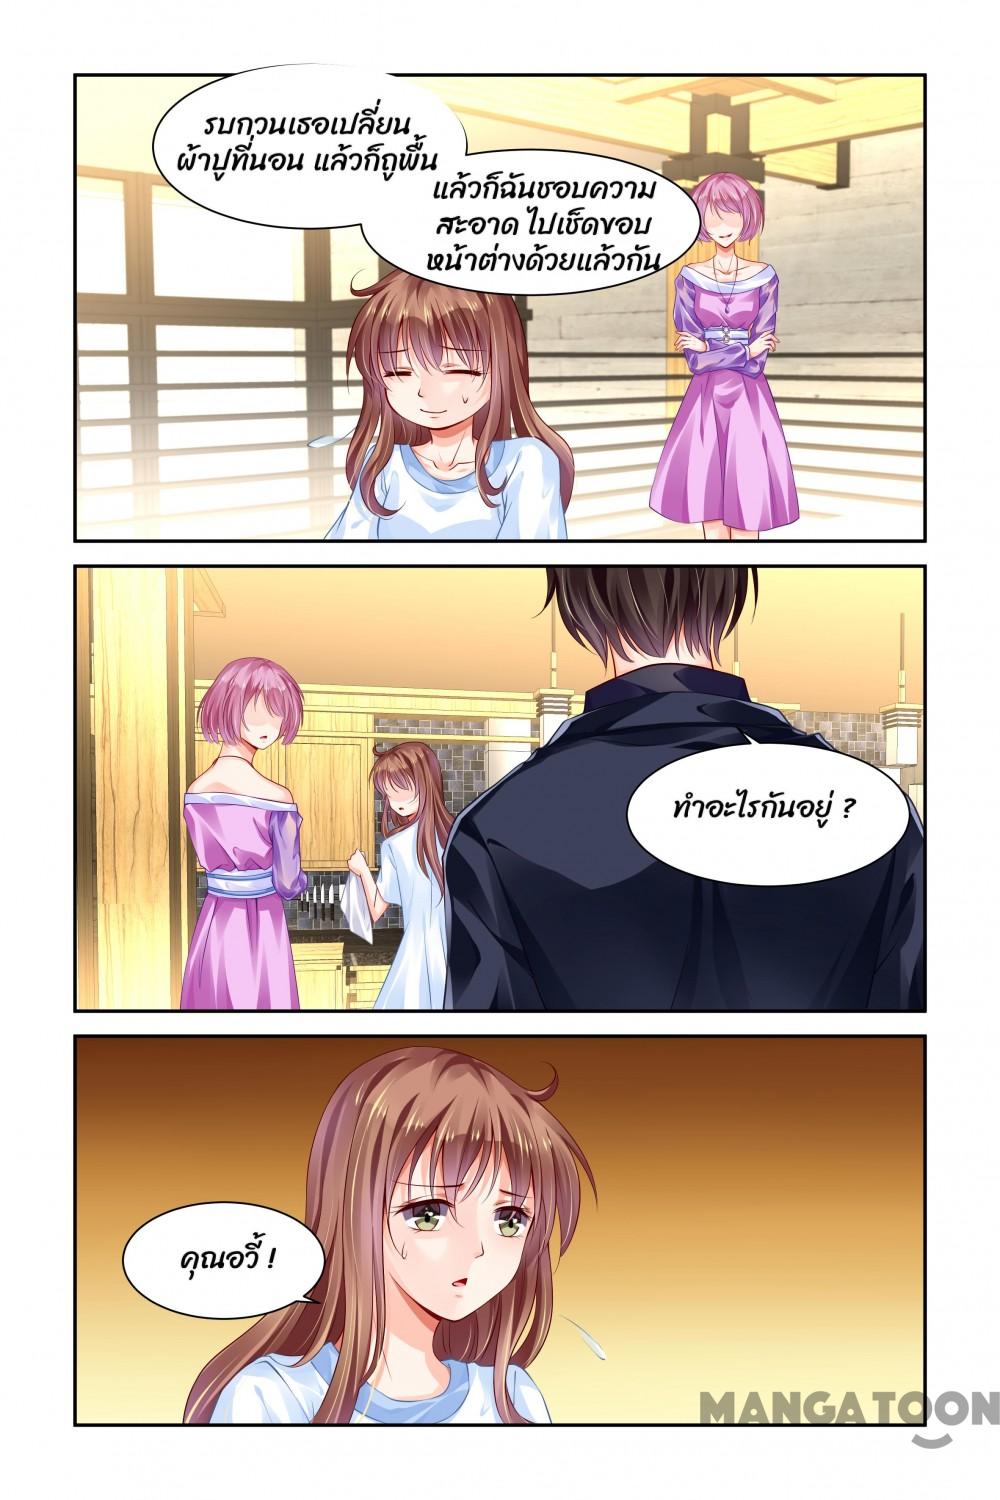 รบกวนเธอเปลี่ยน
ผ้าปูที่นอน แล้วก็ถูพื้น
แล้วก็ฉันชอบความ
สะอาด ไปเช็ดขอบ
หน้าต่างด้วยแล้วกัน
ทำอะไรกันอยู่ ?
คุณอวี้ !
MANGATOON